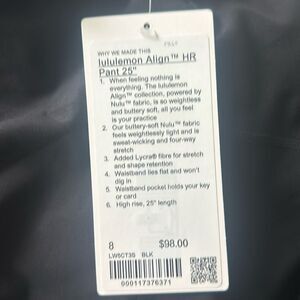 WHY WE MADE THIS
lululemon Align™ HR
Pant 25"
1. When feeling nothing is
everything. The lululemon
Align™ collection, powered by
Nulu™ fabric, is so weightless
and buttery soft, all you feel
is your practice
2. Our buttery-soft Nulu™ fabric
feels weightlessly light and is
sweat-wicking and four-way
stretch
3. Added Lycra® fibre for stretch
and shape retention
4. Waistband lies flat and won't
dig in
5. Waistband pocket holds your key
or card
6. High rise, 25" length
8 $98.00
LW5CT3S BLK
000117376371